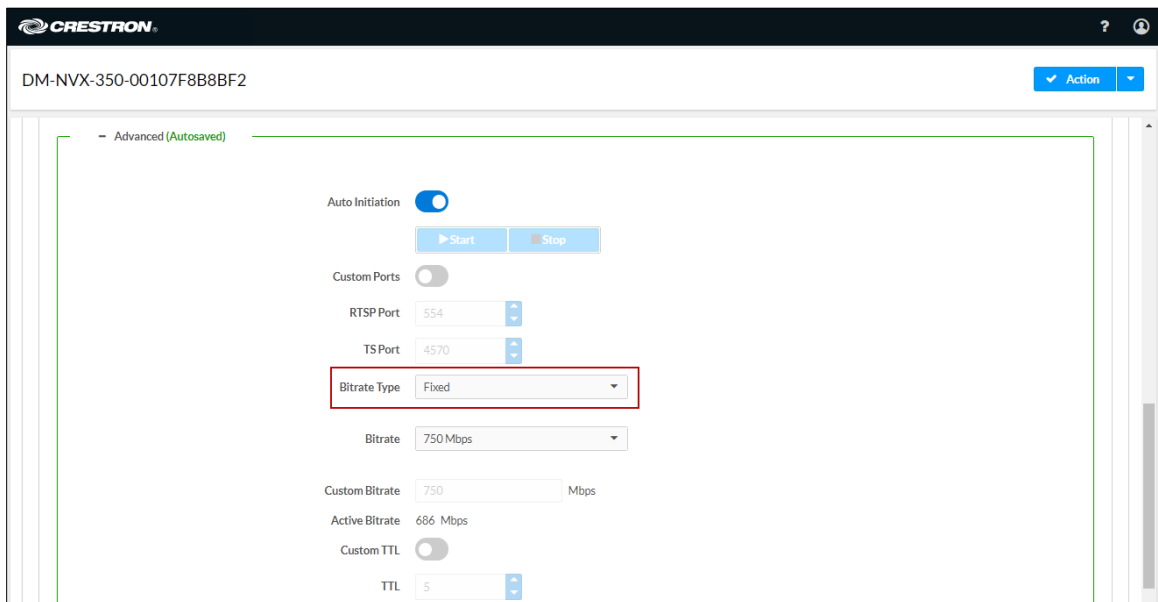 CRESTRON®
?
DM-NVX-350-00107F8B8BF2
Action
- Advanced (Autosaved)
Auto Initiation
Start Stop
Custom Ports
RTSP Port 554
TS Port 4570
Bitrate Type Fixed
Bitrate 750 Mbps
Custom Bitrate 750 Mbps
Active Bitrate 686 Mbps
Custom TTL
TTL 5